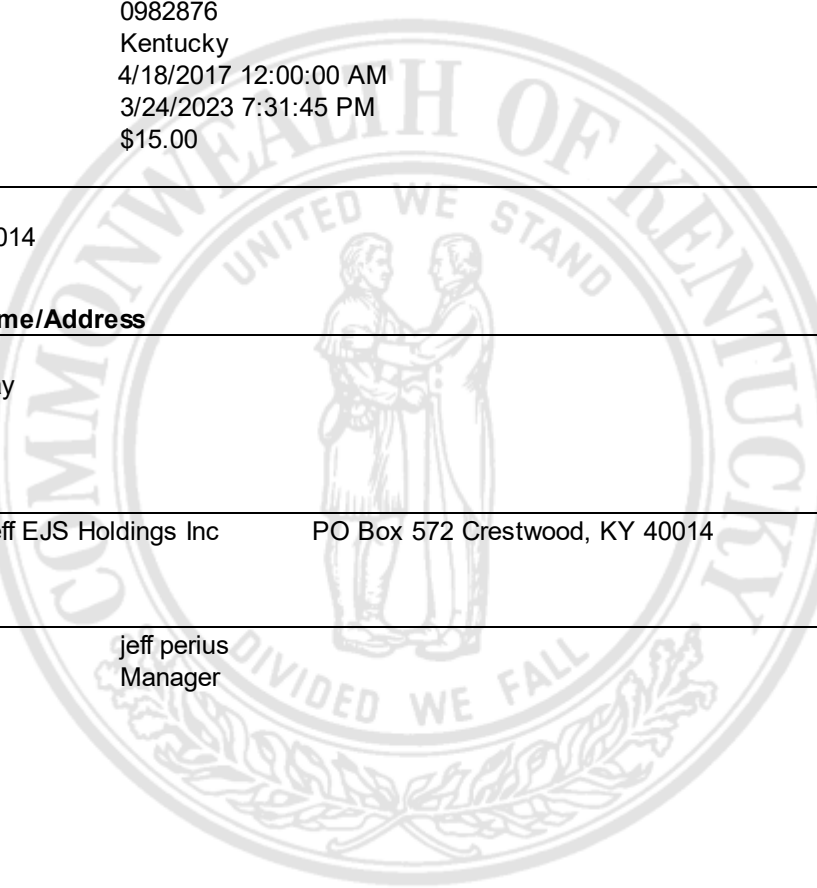 0982876
Kentucky
4/18/2017 12:00:00 AM
3/24/2023 7:31:45 PM
$15.00
014
me/Address
ay
eff EJS Holdings Inc PO Box 572 Crestwood, KY 40014
jeff perius
Manager
COMMONWEALTH OF KENTUCKY
UNITED WE STAND
DIVIDED WE FALL